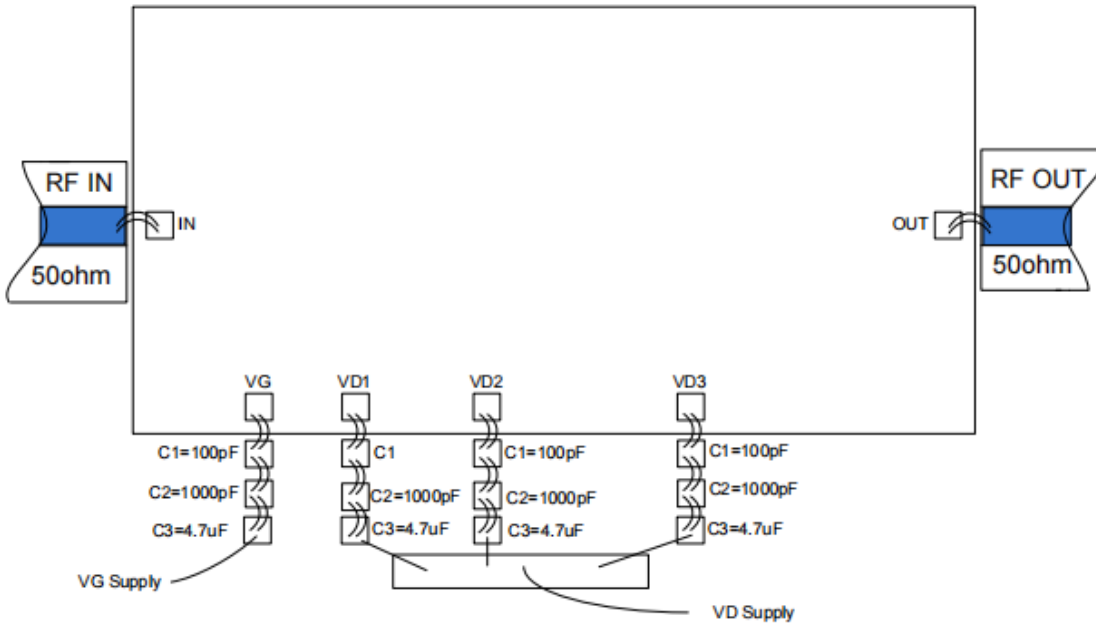 RF IN
50ohm
IN
OUT
RF OUT
50ohm
VG
VD1
VD2
VD3
C1=100pF
C1
C1=100pF
C1=100pF
C2=1000pF
C2=1000pF
C2=1000pF
C2=1000pF
C3=4.7uF
C3=4.7uF
C3=4.7uF
C3=4.7uF
VG Supply
VD Supply